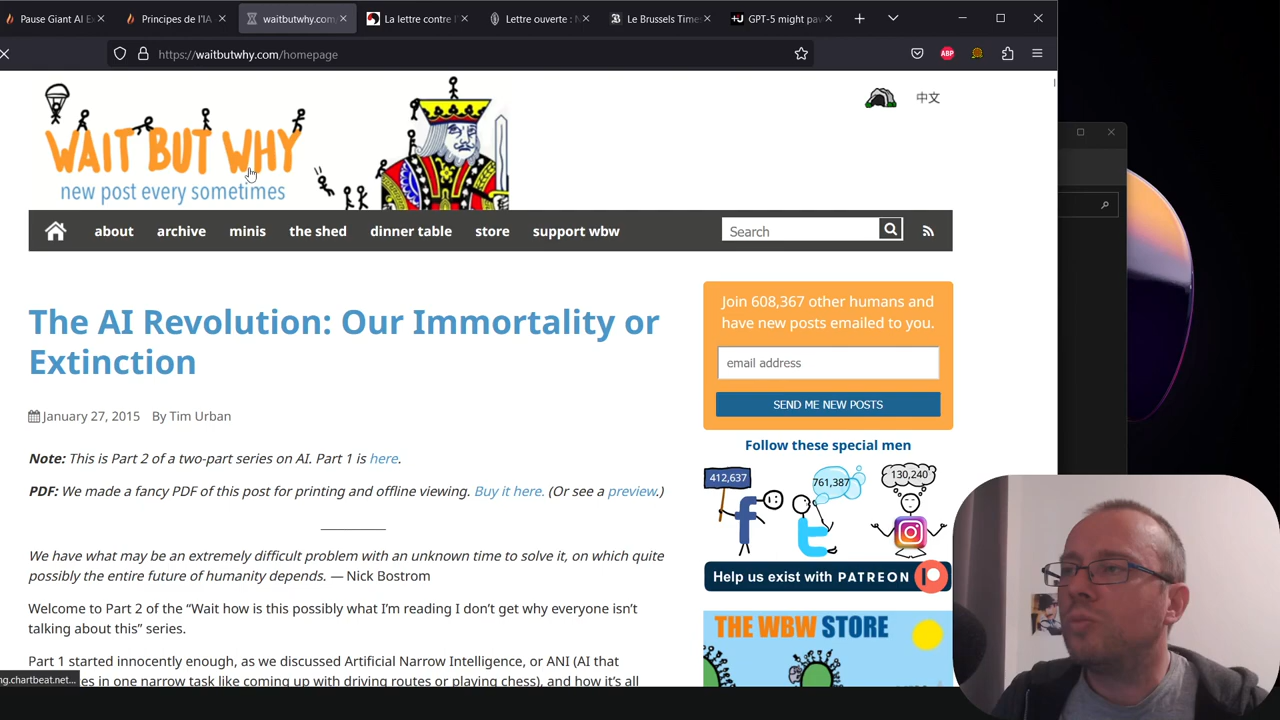 Pause Giant AI Ex
Principes de l'IA
waitbutwhy.com
La lettre contre l'
Lettre ouverte : N
Le Brussels Times
GPT-5 might pav
https://waitbutwhy.com/homepage
ABP
WAIT BUT WHY
new post every sometimes
中文
about
archive
minis
the shed
dinner table
store
support wbw
Search
The AI Revolution: Our Immortality or
Extinction
January 27, 2015 By Tim Urban
Note: This is Part 2 of a two-part series on AI. Part 1 is here.
PDF: We made a fancy PDF of this post for printing and offline viewing. Buy it here. (Or see a preview.)
We have what may be an extremely difficult problem with an unknown time to solve it, on which quite
possibly the entire future of humanity depends. — Nick Bostrom
Welcome to Part 2 of the “Wait how is this possibly what I’m reading I don’t get why everyone isn’t
talking about this” series.
Part 1 started innocently enough, as we discussed Artificial Narrow Intelligence, or ANI (AI that
es in one narrow task like coming up with driving routes or playing chess), and how it’s all
ng.chartbeat.net...
Join 608,367 other humans and
have new posts emailed to you.
email address
SEND ME NEW POSTS
Follow these special men
412,637
761,387
130,240
Help us exist with PATREON
THE WBW STORE